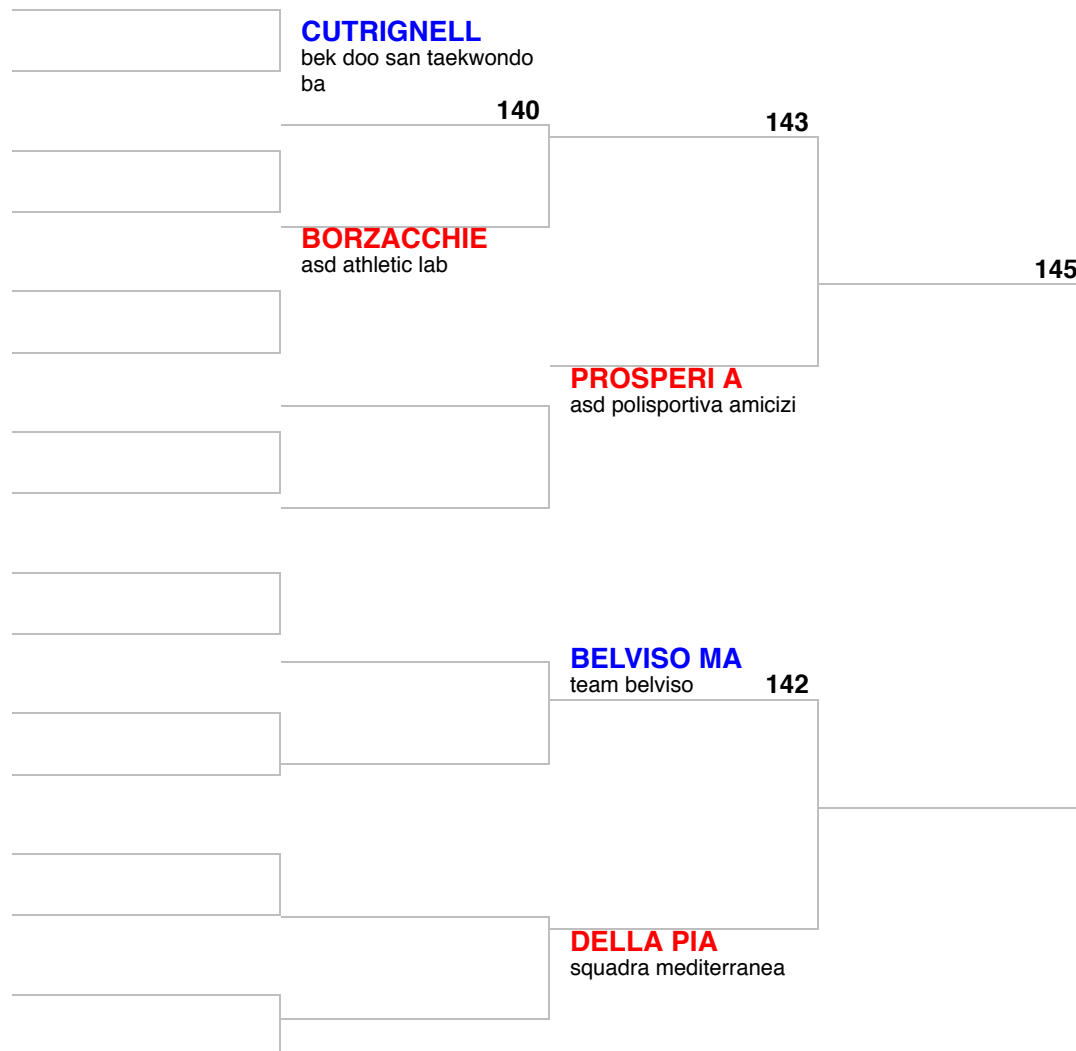 CUTRIGNELL
bek doo san taekwondo
ba
140
143
BORZACCHIE
asd athletic lab
145
PROSPERI A
asd polisportiva amicizi
BELVISO MA
team belviso
142
DELLA PIA
squadra mediterranea